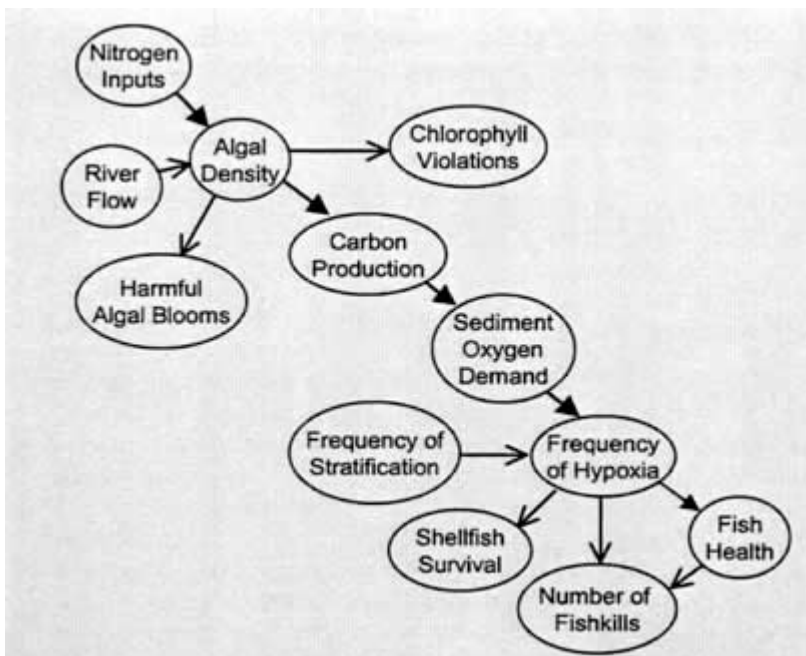 Nitrogen
Inputs
Algal
Density
Chlorophyll
Violations
River
Flow
Carbon
Production
Harmful
Algal Blooms
Sediment
Oxygen
Demand
Frequency of
Stratification
Frequency
of Hypoxia
Shellfish
Survival
Fish
Health
Number of
Fishkills